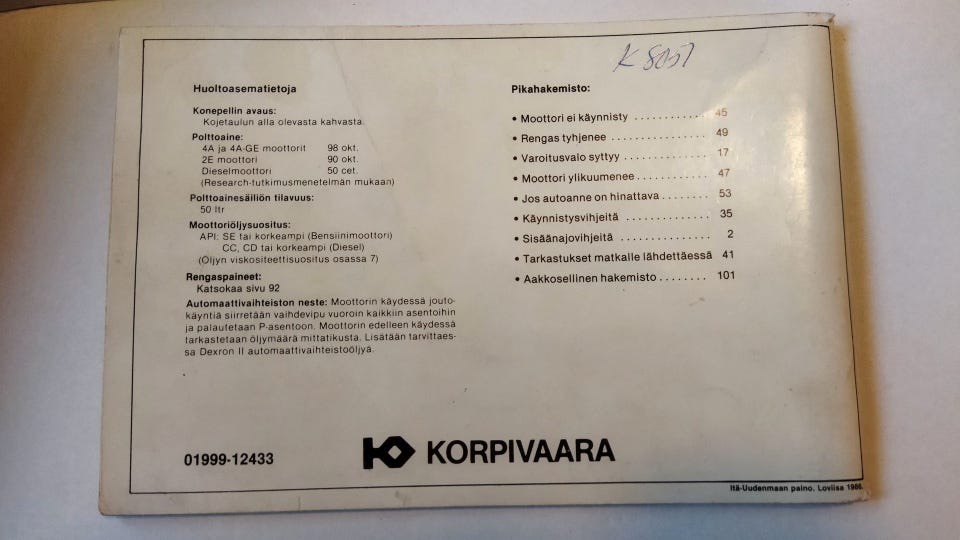 K 8057
Huoltoasematietoja
Konepellin avaus:
Kojetaulun alla olevasta kahvasta.
Polttoaine:
4A ja 4A-GE moottorit 98 okt.
2E moottori 90 okt.
Dieselmoottori 50 cet.
(Research-tutkimusmenetelmän mukaan)
Polttoainesäiliön tilavuus:
50 ltr
Moottoriöljysuositus:
API: SE tai korkeampi (Bensiinimoottori)
CC, CD tai korkeampi (Diesel)
(Öljyn viskositeettisuositus osassa 7)
Rengaspaineet:
Katsokaa sivu 92
Automaattivaihteiston neste: Moottorin käydessä jouto-
käyntiä siirretään vaihdevipu vuoroin kaikkiin asentoihin
ja palautetaan P-asentoon. Moottorin edelleen käydessä
tarkastetaan öljymäärä mittatikusta. Lisätään tarvittaes-
sa Dexron II automaattivaihteistoöljyä.
Pikahakemisto:
• Moottori ei käynnisty ........... 45
• Rengas tyhjenee ............... 49
• Varoitusvalo syttyy ............. 17
• Moottori ylikuumenee ............ 47
• Jos autoanne on hinattava ........ 53
• Käynnistysvihjeitä ............ 35
• Sisäänajovihjeitä ............. 2
• Tarkastukset matkalle lähdettäessä 41
• Aakkosellinen hakemisto ........ 101
01999-12433
KORPIVAARA
Itä-Uudenmaan paino. Loviisa 1986.